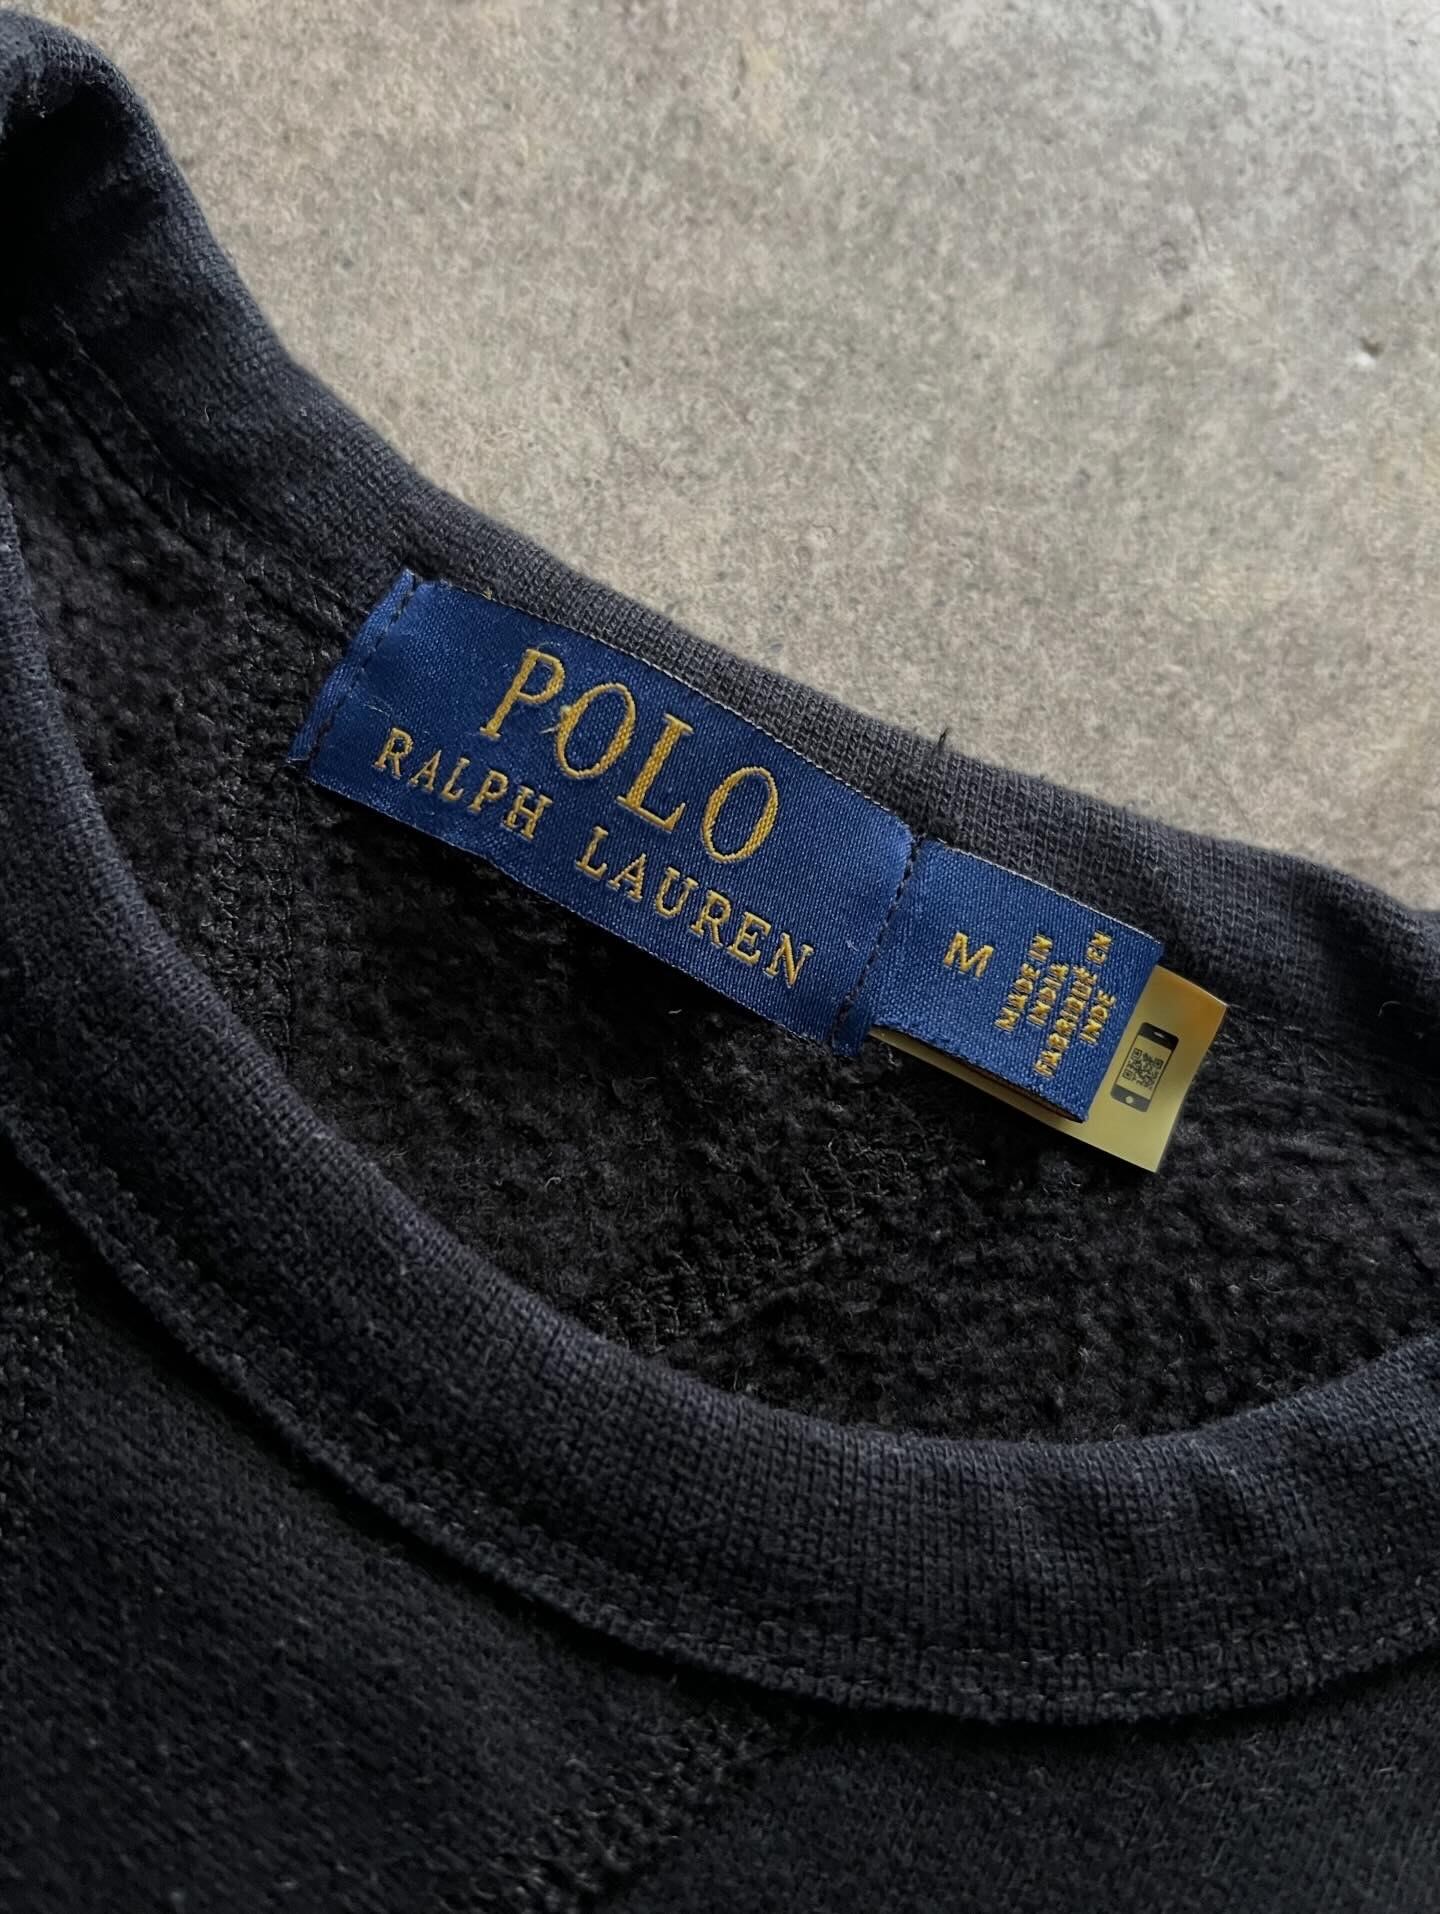 POLO
RALPH LAUREN
M
MADE IN
INDIA
FABRIQUÉ EN
INDE